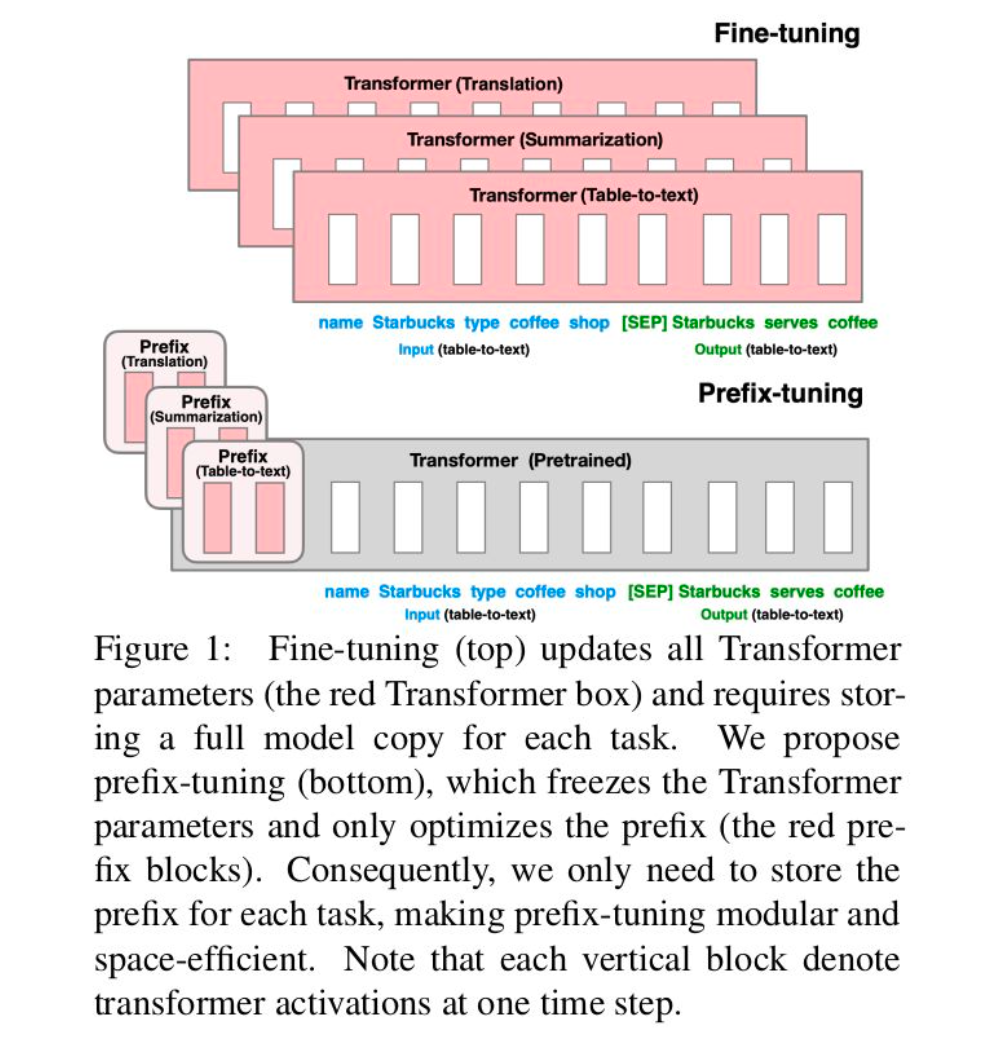 Fine-tuning
Transformer (Translation)
Transformer (Summarization)
Transformer (Table-to-text)
name Starbucks type coffee shop [SEP] Starbucks serves coffee
Input (table-to-text) Output (table-to-text)
Prefix-tuning
Prefix
(Translation)
Prefix
(Summarization)
Prefix
(Table-to-text)
Transformer (Pretrained)
name Starbucks type coffee shop [SEP] Starbucks serves coffee
Input (table-to-text) Output (table-to-text)
Figure 1: Fine-tuning (top) updates all Transformer
parameters (the red Transformer box) and requires stor-
ing a full model copy for each task. We propose
prefix-tuning (bottom), which freezes the Transformer
parameters and only optimizes the prefix (the red pre-
fix blocks). Consequently, we only need to store the
prefix for each task, making prefix-tuning modular and
space-efficient. Note that each vertical block denote
transformer activations at one time step.